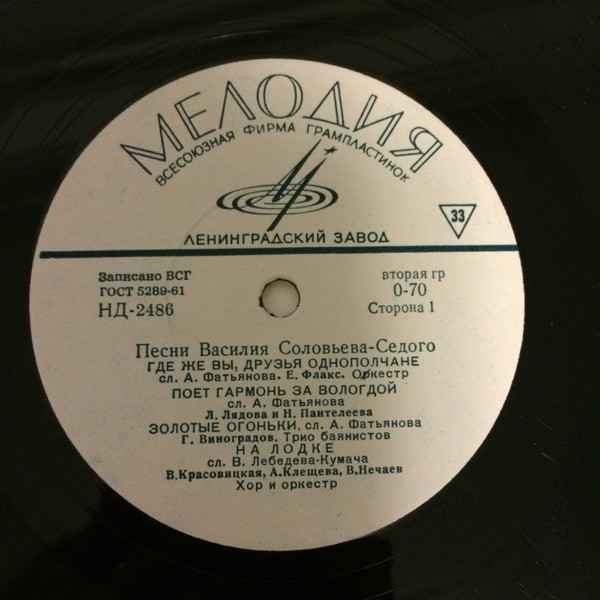 МЕЛОДИЯ
ВСЕСОЮЗНАЯ ФИРМА ГРАМПЛАСТИНОК
33
ЛЕНИНГРАДСКИЙ ЗАВОД
Записано ВСГ
ГОСТ 5289-61
НД-2486
вторая гр
0-70
Сторона 1
Песни Василия Соловьева-Седого
ГДЕ ЖЕ ВЫ, ДРУЗЬЯ ОДНОПОЛЧАНЕ
сл. А. Фатьянова. Е. Флакс. Оркестр
ПОЕТ ГАРМОНЬ ЗА ВОЛОГДОЙ
сл. А. Фатьянова
Л. Лядова и Н. Пантелеева
ЗОЛОТЫЕ ОГОНЬКИ, сл. А. Фатьянова
Г. Виноградов. Трио баянистов
НА ЛОДКЕ
сл. В. Лебедева-Кумача
В.Красовицкая, А.Клещева, В,Нечаев
Хор и оркестр